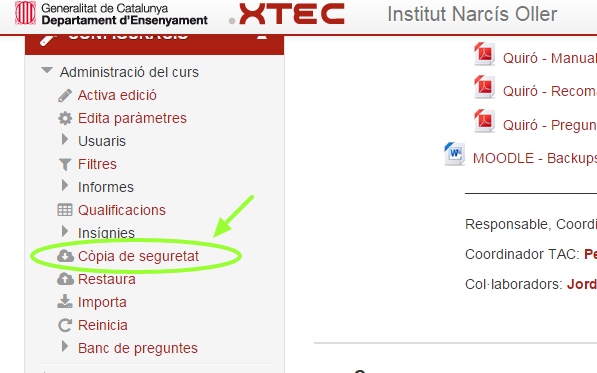 Generalitat de Catalunya
Departament d'Ensenyament
XTEC
Institut Narcís Oller
CONFIGURACIÓ
Administració del curs
Activa edició
Edita paràmetres
Usuaris
Filtres
Informes
Qualificacions
Insígnies
Còpia de seguretat
Restaura
Importa
Reinicia
Banc de preguntes
Quiró - Manual
Quiró - Recoma
Quiró - Pregun
MOODLE - Backups
Responsable, Coordi
Coordinador TAC: Pe
Col·laboradors: Jord